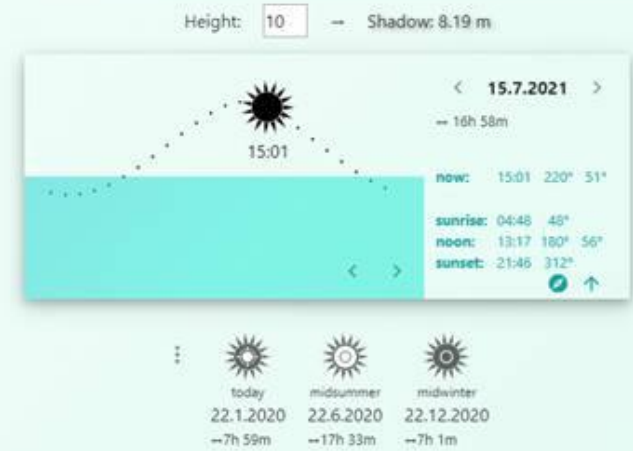 Height: 10 → Shadow: 8.19 m
< 15.7.2021 >
↔ 16h 58m
15:01
now: 15:01 220° 51°
sunrise: 04:48 48°
noon: 13:17 180° 56°
sunset: 21:46 312°
< >
today midsummer midwinter
22.1.2020 22.6.2020 22.12.2020
↔7h 59m ↔17h 33m ↔7h 1m